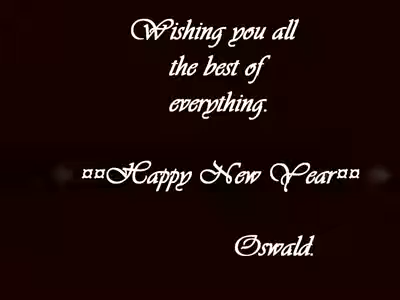 Wishing you all
the best of
everything.
¤¤Happy New Year¤¤
Oswald.